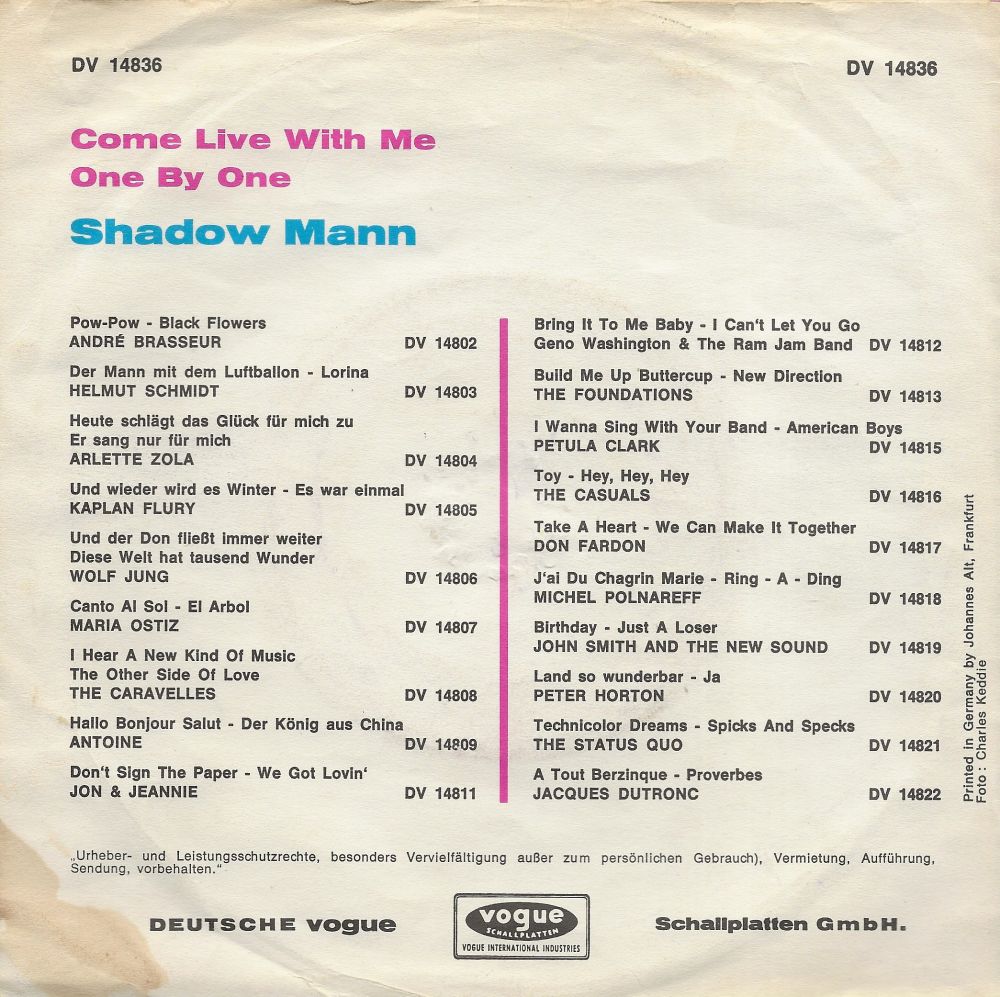 DV 14836
DV 14836
Come Live With Me
One By One
Shadow Mann
Pow-Pow - Black Flowers
ANDRÉ BRASSEUR DV 14802
Der Mann mit dem Luftballon - Lorina
HELMUT SCHMIDT DV 14803
Heute schlägt das Glück für mich zu
Er sang nur für mich
ARLETTE ZOLA DV 14804
Und wieder wird es Winter - Es war einmal
KAPLAN FLURY DV 14805
Und der Don fließt immer weiter
Diese Welt hat tausend Wunder
WOLF JUNG DV 14806
Canto Al Sol - El Arbol
MARIA OSTIZ DV 14807
I Hear A New Kind Of Music
The Other Side Of Love
THE CARAVELLES DV 14808
Hallo Bonjour Salut - Der König aus China
ANTOINE DV 14809
Don‘t Sign The Paper - We Got Lovin‘
JON & JEANNIE DV 14811
Bring It To Me Baby - I Can‘t Let You Go
Geno Washington & The Ram Jam Band DV 14812
Build Me Up Buttercup - New Direction
THE FOUNDATIONS DV 14813
I Wanna Sing With Your Band - American Boys
PETULA CLARK DV 14815
Toy - Hey, Hey, Hey
THE CASUALS DV 14816
Take A Heart - We Can Make It Together
DON FARDON DV 14817
J‘ai Du Chagrin Marie - Ring - A - Ding
MICHEL POLNAREFF DV 14818
Birthday - Just A Loser
JOHN SMITH AND THE NEW SOUND DV 14819
Land so wunderbar - Ja
PETER HORTON DV 14820
Technicolor Dreams - Spicks And Specks
THE STATUS QUO DV 14821
A Tout Berzinque - Proverbes
JACQUES DUTRONC DV 14822
Printed in Germany by Johannes Alt, Frankfurt
Foto : Charles Keddie
„Urheber- und Leistungsschutzrechte, besonders Vervielfältigung außer zum persönlichen Gebrauch), Vermietung, Aufführung,
Sendung, vorbehalten.“
DEUTSCHE vogue
vogue
SCHALLPLATTEN
VOGUE INTERNATIONAL INDUSTRIES
Schallplatten GmbH.